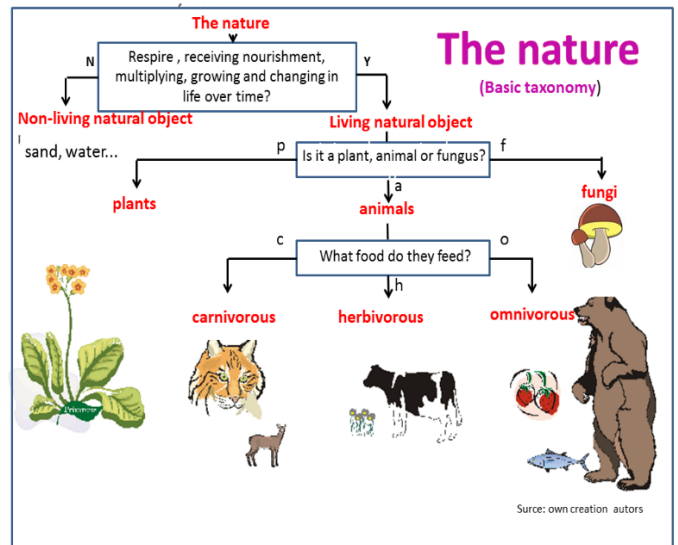 The nature
The nature
(Basic taxonomy)
N
Respire , receiving nourishment,
multiplying, growing and changing in
life over time?
Y
Non-living natural object
sand, water...
Living natural object
p
Is it a plant, animal or fungus?
f
plants
a
animals
fungi
c
What food do they feed?
o
h
carnivorous
herbivorous
omnivorous
Primrose
Surce: own creation autors